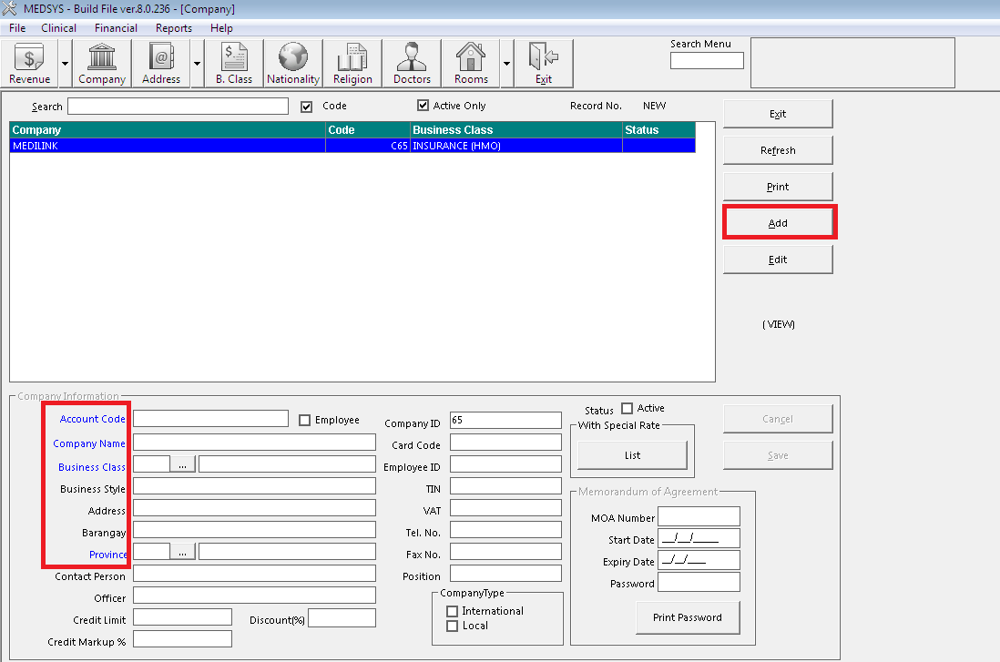 MEDSYS - Build File ver.8.0.236 - [Company]
File Clinical Financial Reports Help
Revenue Company Address B. Class Nationality Religion Doctors Rooms Exit
Search Menu
Search Code Active Only Record No. NEW
Company Code Business Class Status
MEDILINK C65 INSURANCE (HMO)
Exit
Refresh
Print
Add
Edit
( VIEW)
Company Information
Account Code Employee
Company Name
Business Class ...
Business Style
Address
Barangay
Province ...
Contact Person
Officer
Credit Limit Discount(%)
Credit Markup %
Company ID 65
Card Code
Employee ID
TIN
VAT
Tel. No.
Fax No.
Position
CompanyType
International
Local
Status Active
With Special Rate
List
Memorandum of Agreement
MOA Number
Start Date __/__/____
Expiry Date __/__/____
Password
Print Password
Cancel
Save